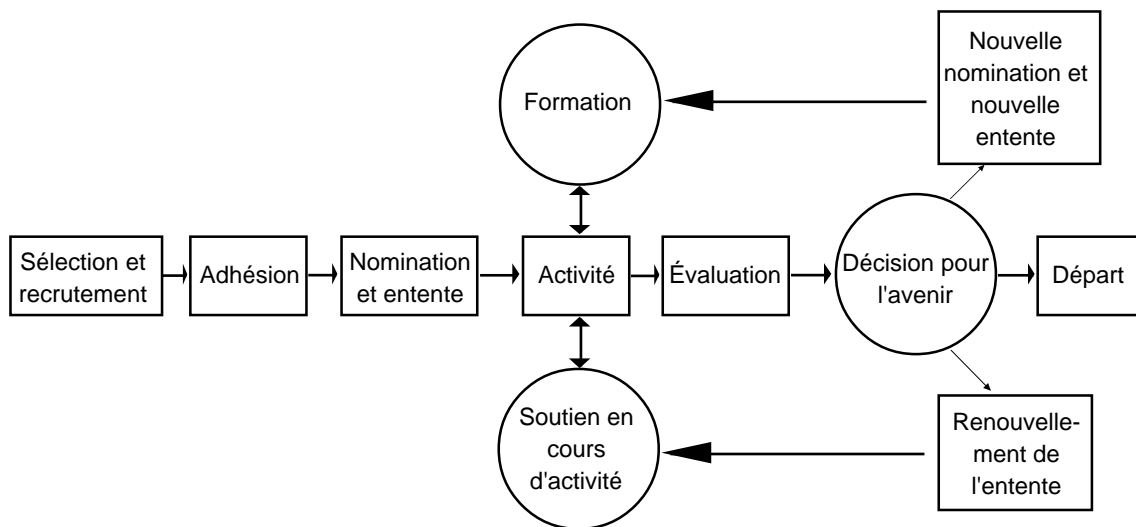 Nouvelle
nomination et
nouvelle
entente
Formation
Sélection et
recrutement
Adhésion
Nomination
et entente
Activité
Évaluation
Décision pour
l'avenir
Départ
Soutien en
cours
d'activité
Renouvelle-
ment de
l'entente